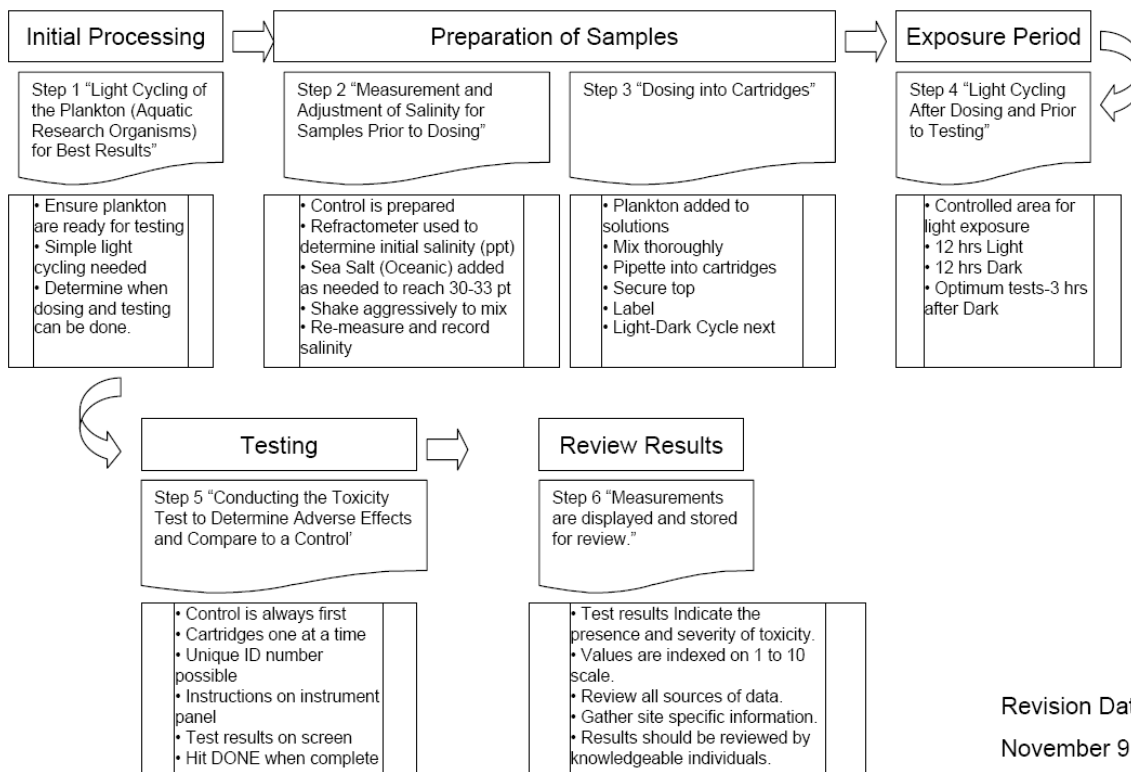 Initial Processing
Preparation of Samples
Exposure Period
Step 1 “Light Cycling of
the Plankton (Aquatic
Research Organisms)
for Best Results”
Step 2 “Measurement and
Adjustment of Salinity for
Samples Prior to Dosing”
Step 3 “Dosing into Cartridges”
Step 4 “Light Cycling
After Dosing and Prior
to Testing”
• Ensure plankton
are ready for testing
• Simple light
cycling needed
• Determine when
dosing and testing
can be done.
• Control is prepared
• Refractometer used to
determine initial salinity (ppt)
• Sea Salt (Oceanic) added
as needed to reach 30-33 pt
• Shake aggressively to mix
• Re-measure and record
salinity
• Plankton added to
solutions
• Mix thoroughly
• Pipette into cartridges
• Secure top
• Label
• Light-Dark Cycle next
• Controlled area for
light exposure
• 12 hrs Light
• 12 hrs Dark
• Optimum tests-3 hrs
after Dark
Testing
Review Results
Step 5 “Conducting the Toxicity
Test to Determine Adverse Effects
and Compare to a Control’
Step 6 “Measurements
are displayed and stored
for review.”
• Control is always first
• Cartridges one at a time
• Unique ID number
possible
• Instructions on instrument
panel
• Test results on screen
• Hit DONE when complete
• Test results Indicate the
presence and severity of toxicity.
• Values are indexed on 1 to 10
scale.
• Review all sources of data.
• Gather site specific information.
• Results should be reviewed by
knowledgeable individuals.
Revision Dat
November 9